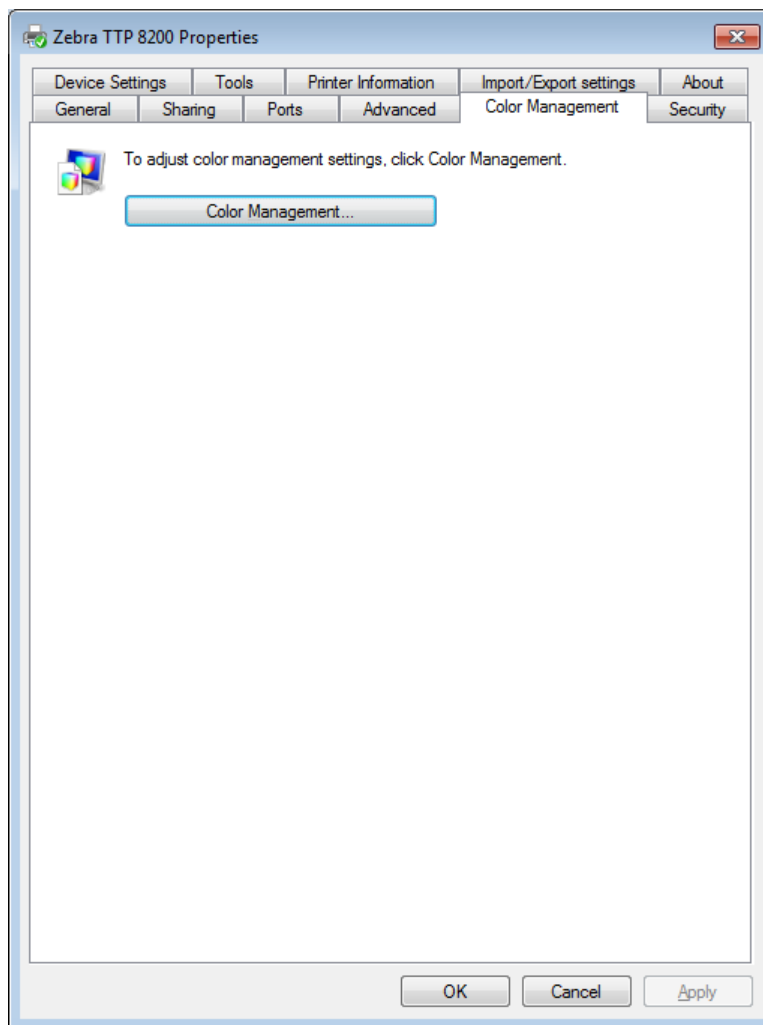 Zebra TTP 8200 Properties
Device Settings Tools Printer Information Import/Export settings About
General Sharing Ports Advanced Color Management Security
To adjust color management settings, click Color Management.
Color Management...
OK Cancel Apply